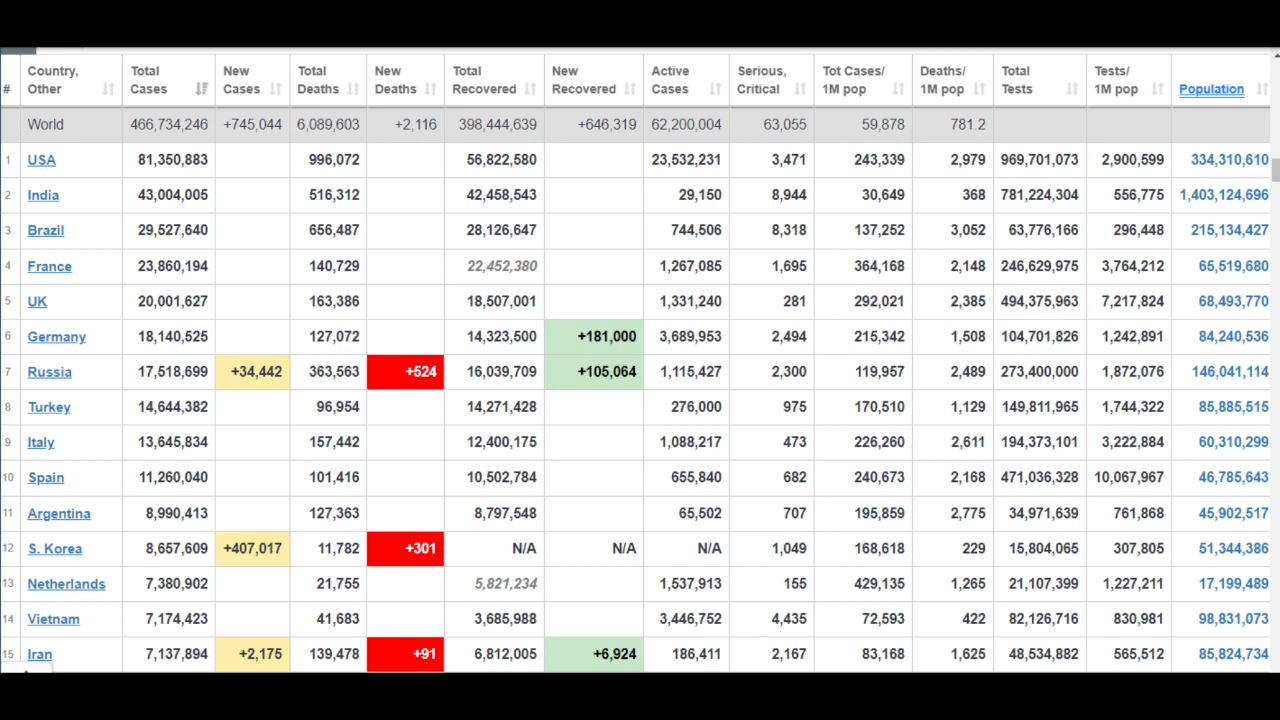 # Country, Other Total Cases New Cases Total Deaths New Deaths Total Recovered New Recovered Active Cases Serious, Critical Tot Cases/ 1M pop Deaths/ 1M pop Total Tests Tests/ 1M pop Population
World 466,734,246 +745,044 6,089,603 +2,116 398,444,639 +646,319 62,200,004 63,055 59,878 781.2
1 USA 81,350,883 996,072 56,822,580 23,532,231 3,471 243,339 2,979 969,701,073 2,900,599 334,310,610
2 India 43,004,005 516,312 42,458,543 29,150 8,944 30,649 368 781,224,304 556,775 1,403,124,696
3 Brazil 29,527,640 656,487 28,126,647 744,506 8,318 137,252 3,052 63,776,166 296,448 215,134,427
4 France 23,860,194 140,729 22,452,380 1,267,085 1,695 364,168 2,148 246,629,975 3,764,212 65,519,680
5 UK 20,001,627 163,386 18,507,001 1,331,240 281 292,021 2,385 494,375,963 7,217,824 68,493,770
6 Germany 18,140,525 127,072 14,323,500 +181,000 3,689,953 2,494 215,342 1,508 104,701,826 1,242,891 84,240,536
7 Russia 17,518,699 +34,442 363,563 +524 16,039,709 +105,064 1,115,427 2,300 119,957 2,489 273,400,000 1,872,076 146,041,114
8 Turkey 14,644,382 96,954 14,271,428 276,000 975 170,510 1,129 149,811,965 1,744,322 85,885,515
9 Italy 13,645,834 157,442 12,400,175 1,088,217 473 226,260 2,611 194,373,101 3,222,884 60,310,299
10 Spain 11,260,040 101,416 10,502,784 655,840 682 240,673 2,168 471,036,328 10,067,967 46,785,643
11 Argentina 8,990,413 127,363 8,797,548 65,502 707 195,859 2,775 34,971,639 761,868 45,902,517
12 S. Korea 8,657,609 +407,017 11,782 +301 N/A N/A N/A 1,049 168,618 229 15,804,065 307,805 51,344,386
13 Netherlands 7,380,902 21,755 5,821,234 1,537,913 155 429,135 1,265 21,107,399 1,227,211 17,199,489
14 Vietnam 7,174,423 41,683 3,685,988 3,446,752 4,435 72,593 422 82,126,716 830,981 98,831,073
15 Iran 7,137,894 +2,175 139,478 +91 6,812,005 +6,924 186,411 2,167 83,168 1,625 48,534,882 565,512 85,824,734